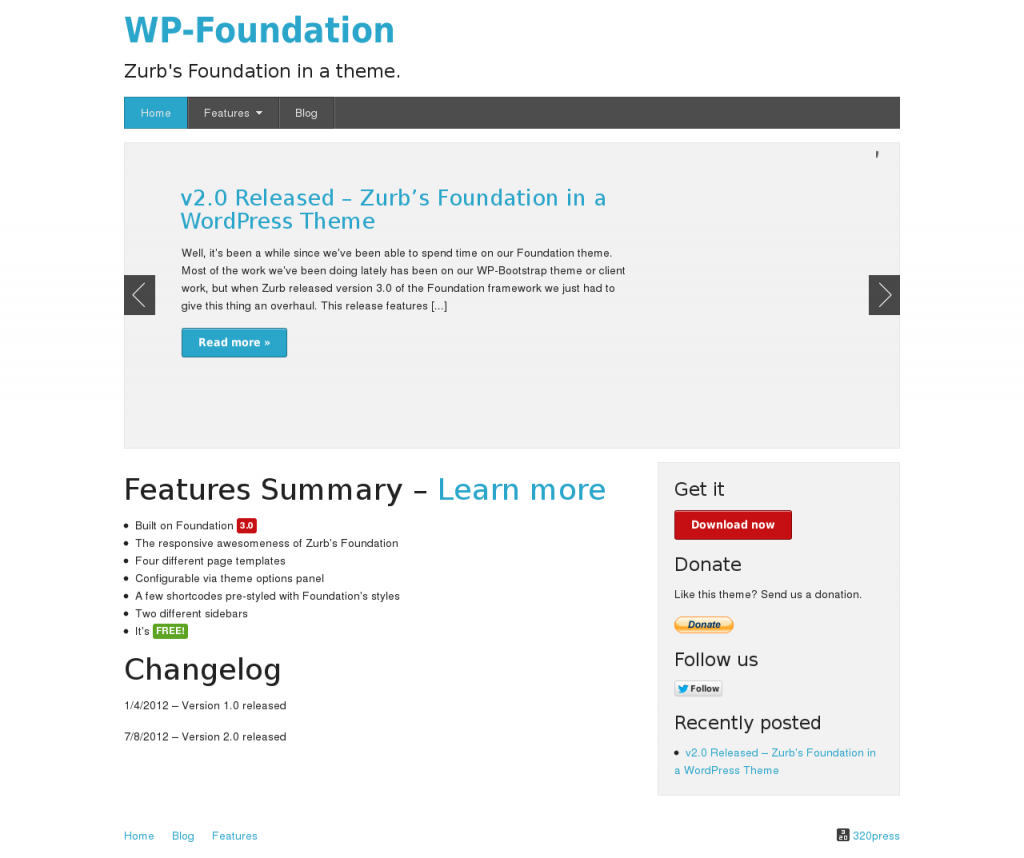 WP-Foundation
Zurb's Foundation in a theme.
Home Features Blog
v2.0 Released – Zurb’s Foundation in a
WordPress Theme
Well, it’s been a while since we’ve been able to spend time on our Foundation theme.
Most of the work we’ve been doing lately has been on our WP-Bootstrap theme or client
work, but when Zurb released version 3.0 of the Foundation framework we just had to
give this thing an overhaul. This release features [...]
Read more »
Features Summary – Learn more
Built on Foundation 3.0
The responsive awesomeness of Zurb’s Foundation
Four different page templates
Configurable via theme options panel
A few shortcodes pre-styled with Foundation’s styles
Two different sidebars
It’s FREE!
Changelog
1/4/2012 – Version 1.0 released
7/8/2012 – Version 2.0 released
Get it
Download now
Donate
Like this theme? Send us a donation.
Donate
Follow us
Follow
Recently posted
v2.0 Released – Zurb’s Foundation in
a WordPress Theme
Home Blog Features
320 320press